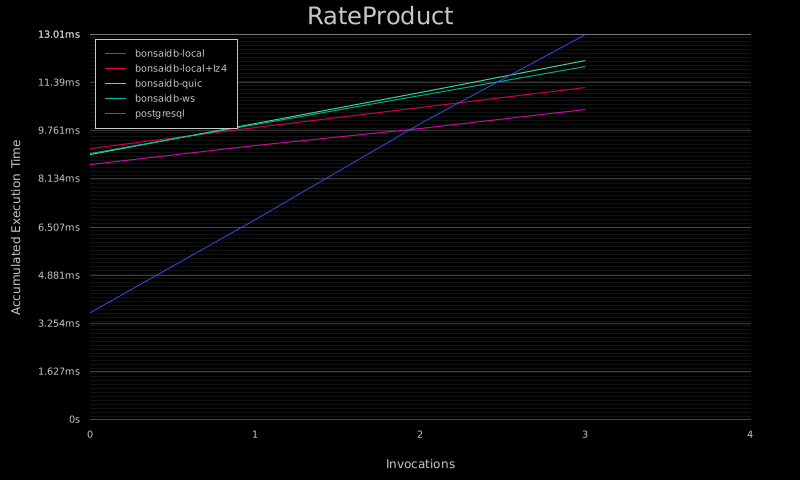 RateProduct
13.01ms
11.39ms
9.761ms
8.134ms
6.507ms
4.881ms
3.254ms
1.627ms
0s
bonsaidb-local
bonsaidb-local+lz4
bonsaidb-quic
bonsaidb-ws
postgresql
Accumulated Execution Time
0 1 2 3 4
Invocations